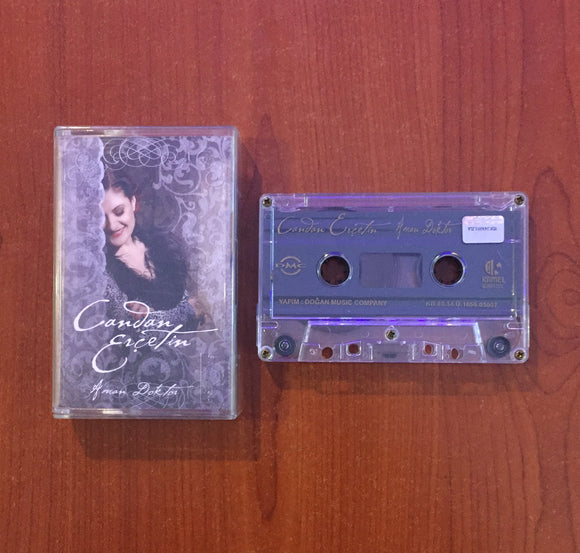 Candan
Erçetin
Aman Doktor
Candan Erçetin Aman Doktor
DMC
YAPIM : DOĞAN MUSIC COMPANY